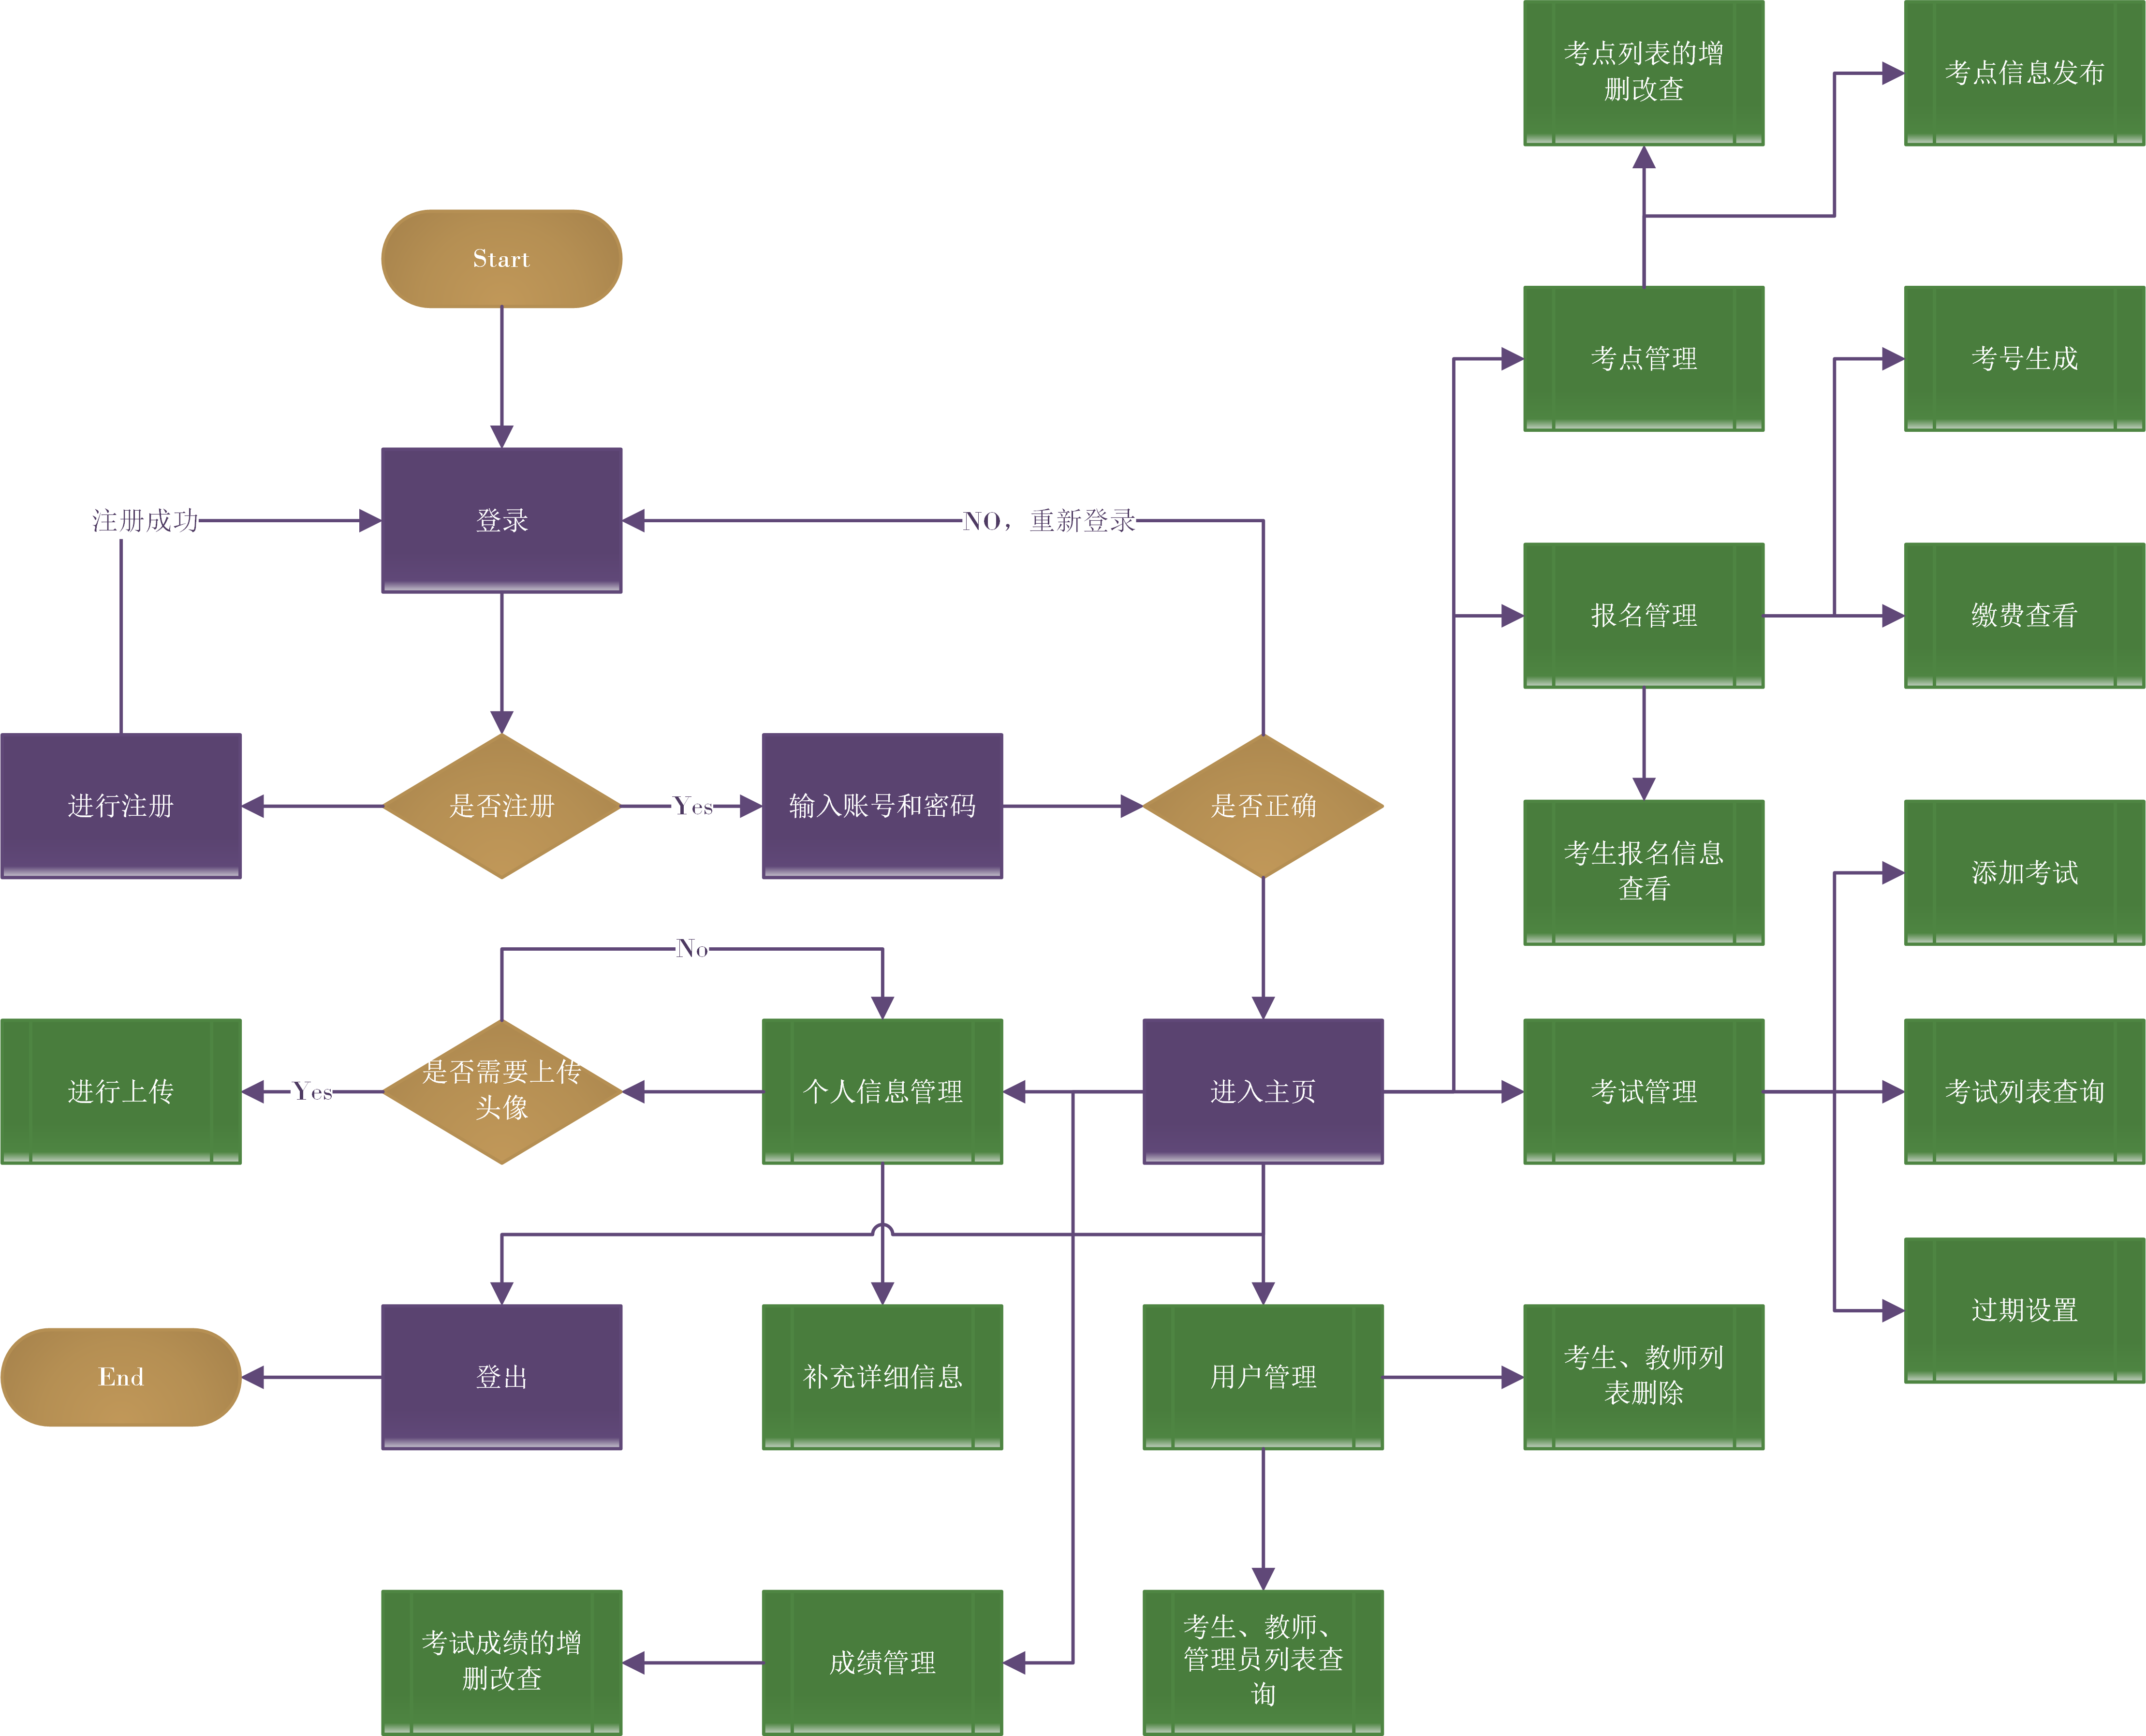 考点列表的增
删改查
考点信息发布
Start
考点管理
考号生成
注册成功
登录
NO，重新登录
报名管理
缴费查看
进行注册
是否注册
Yes
输入账号和密码
是否正确
考生报名信息
查看
添加考试
No
进行上传
Yes
是否需要上传
头像
个人信息管理
进入主页
考试管理
考试列表查询
过期设置
End
登出
补充详细信息
用户管理
考生、教师列
表删除
考试成绩的增
删改查
成绩管理
考生、教师、
管理员列表查
询